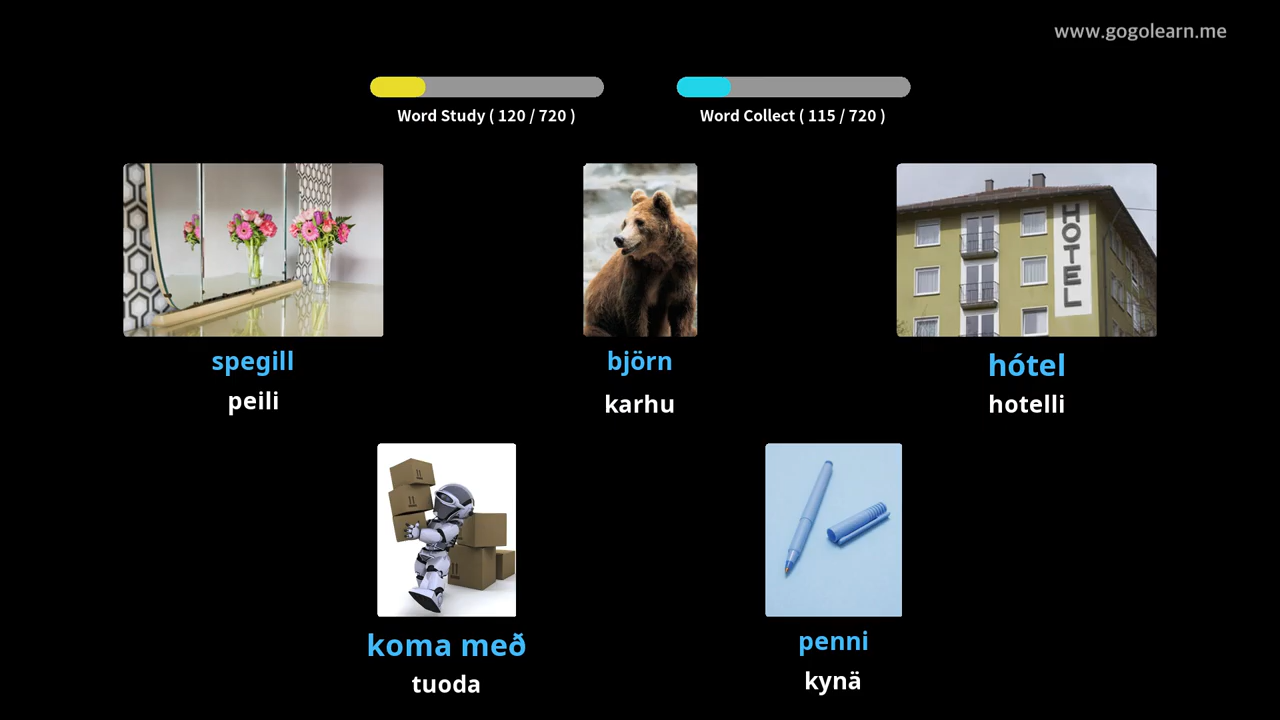 www.gogolearn.me
Word Study ( 120 / 720 )
Word Collect ( 115 / 720 )
HOTEL
spegill
björn
hótel
peili
karhu
hotelli
koma með
penni
tuoda
kynä